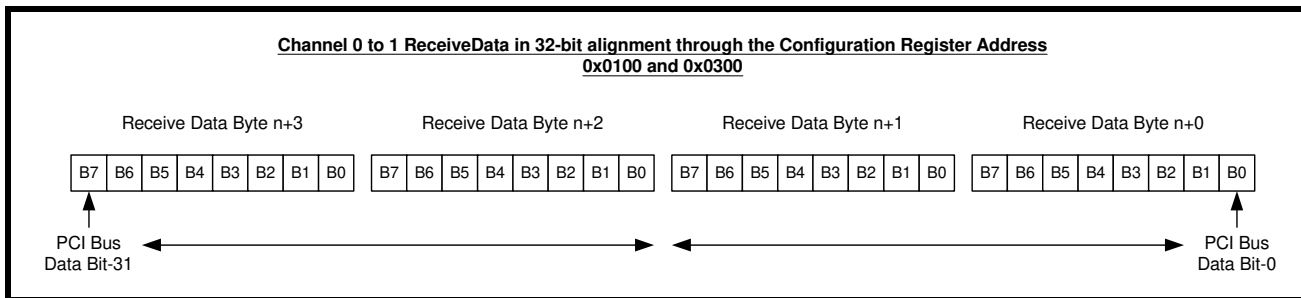 Channel 0 to 1 ReceiveData in 32-bit alignment through the Configuration Register Address
0x0100 and 0x0300
Receive Data Byte n+3 Receive Data Byte n+2 Receive Data Byte n+1 Receive Data Byte n+0
B7 B6 B5 B4 B3 B2 B1 B0 B7 B6 B5 B4 B3 B2 B1 B0 B7 B6 B5 B4 B3 B2 B1 B0 B7 B6 B5 B4 B3 B2 B1 B0
PCI Bus PCI Bus
Data Bit-31 Data Bit-0